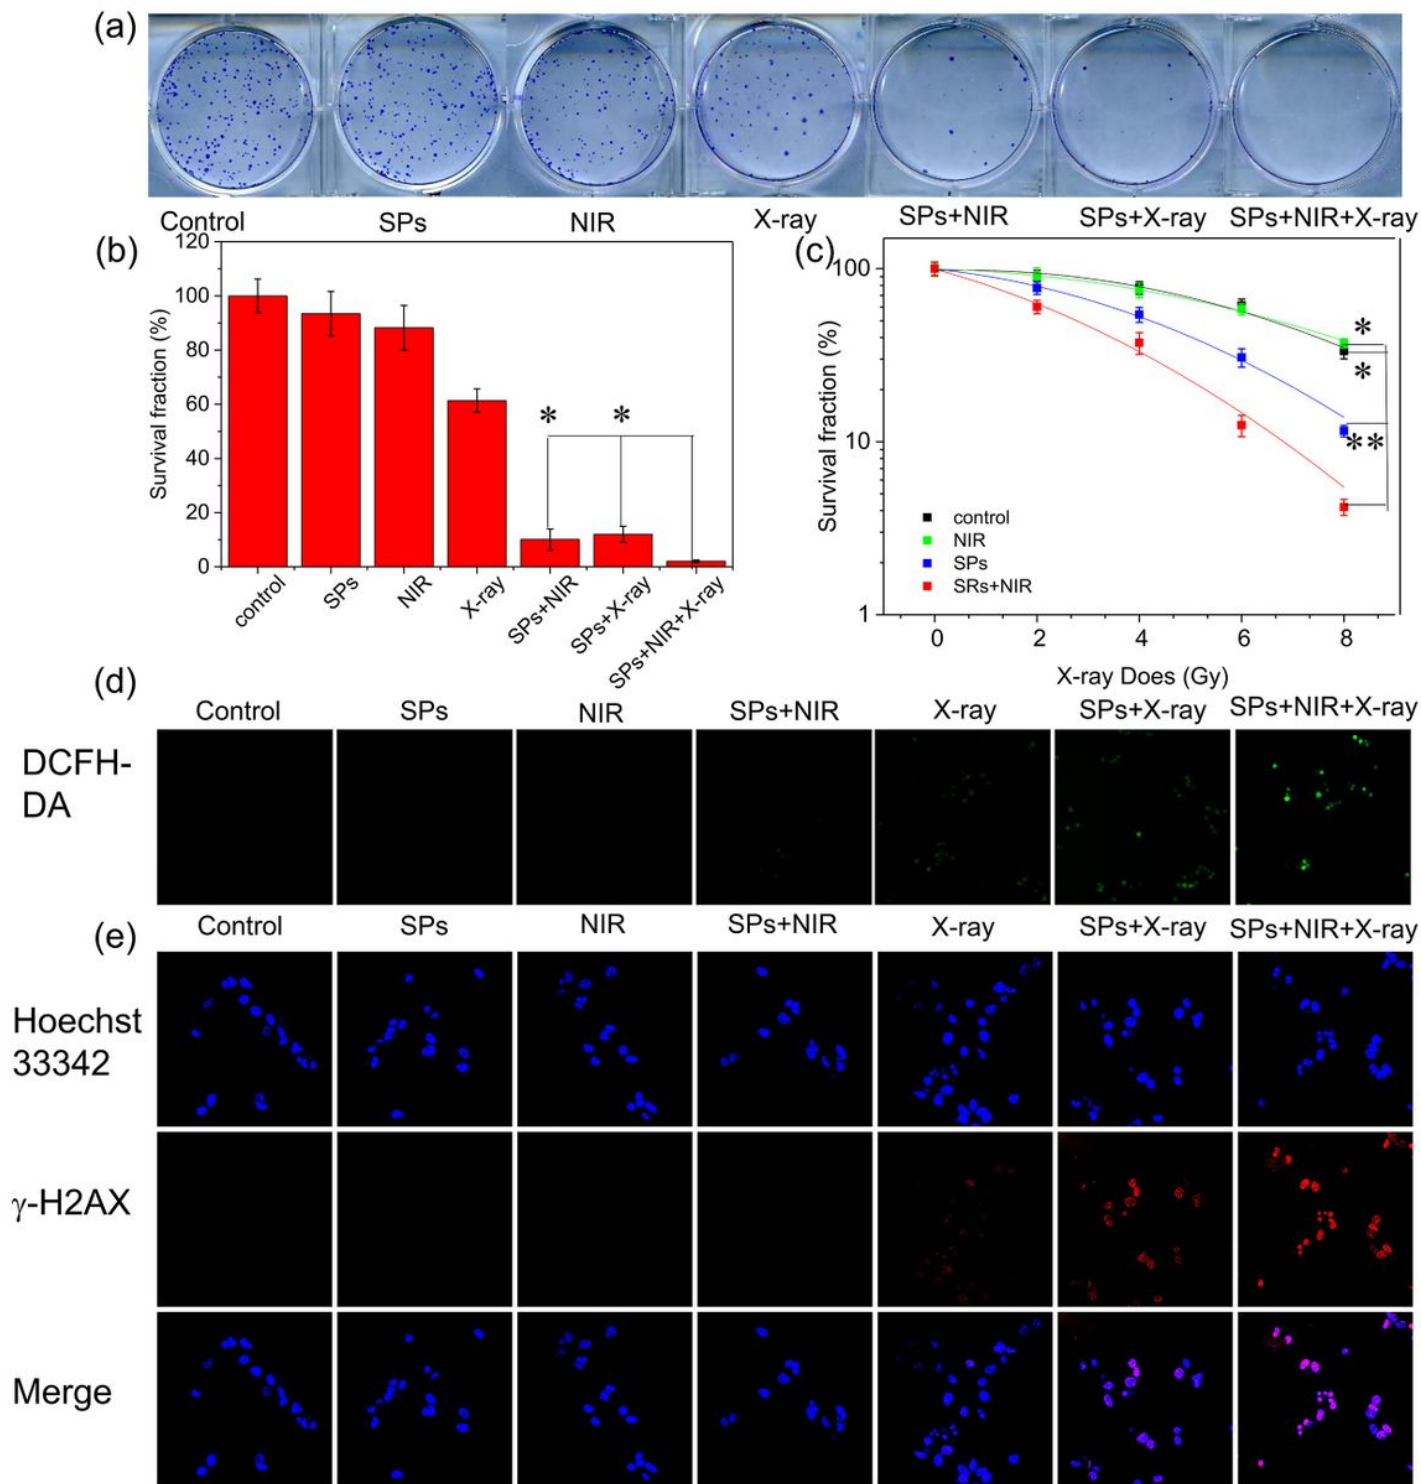 (a)
Control SPs NIR X-ray SPs+NIR SPs+X-ray SPs+NIR+X-ray
(b)
Survival fraction (%)
120
100
80
60
40
20
0
* *
control SPs NIR X-ray SPs+NIR SPs+X-ray SPs+NIR+X-ray
(c)
Survival fraction (%)
100
10
1
*
*
**
control
NIR
SPs
SRs+NIR
0 2 4 6 8
X-ray Does (Gy)
(d)
Control SPs NIR SPs+NIR X-ray SPs+X-ray SPs+NIR+X-ray
DCFH-
DA
(e)
Control SPs NIR SPs+NIR X-ray SPs+X-ray SPs+NIR+X-ray
Hoechst
33342
γ-H2AX
Merge